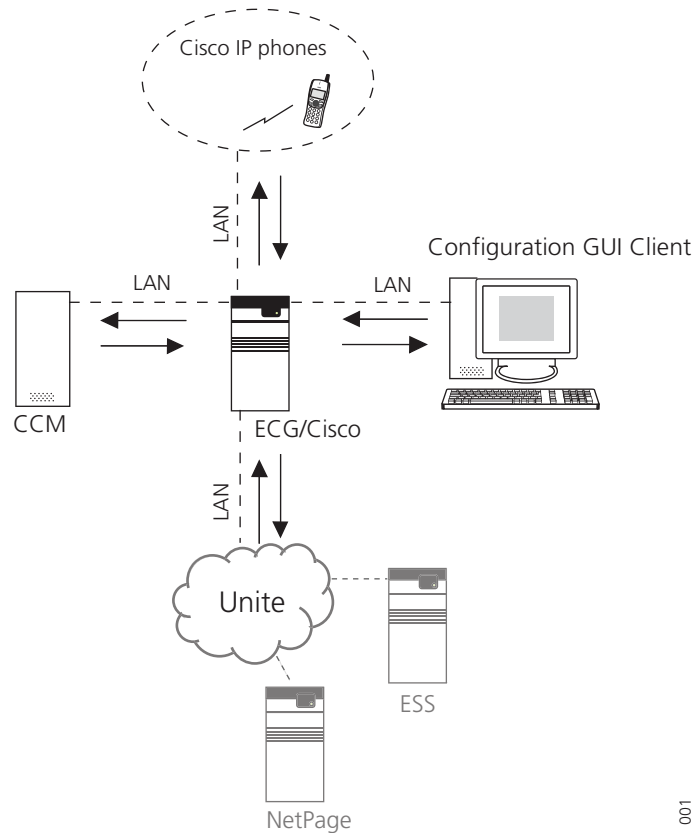 Cisco IP phones
LAN
Configuration GUI Client
LAN
LAN
CCM
ECG/Cisco
LAN
Unite
ESS
NetPage
001